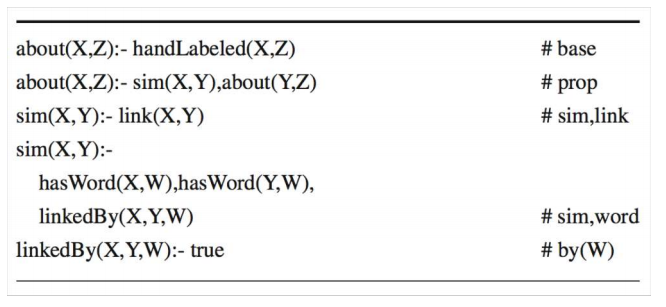 about(X,Z):- handLabeled(X,Z) # base
about(X,Z):- sim(X,Y),about(Y,Z) # prop
sim(X,Y):- link(X,Y) # sim,link
sim(X,Y):-
hasWord(X,W),hasWord(Y,W),
linkedBy(X,Y,W) # sim,word
linkedBy(X,Y,W):- true # by(W)